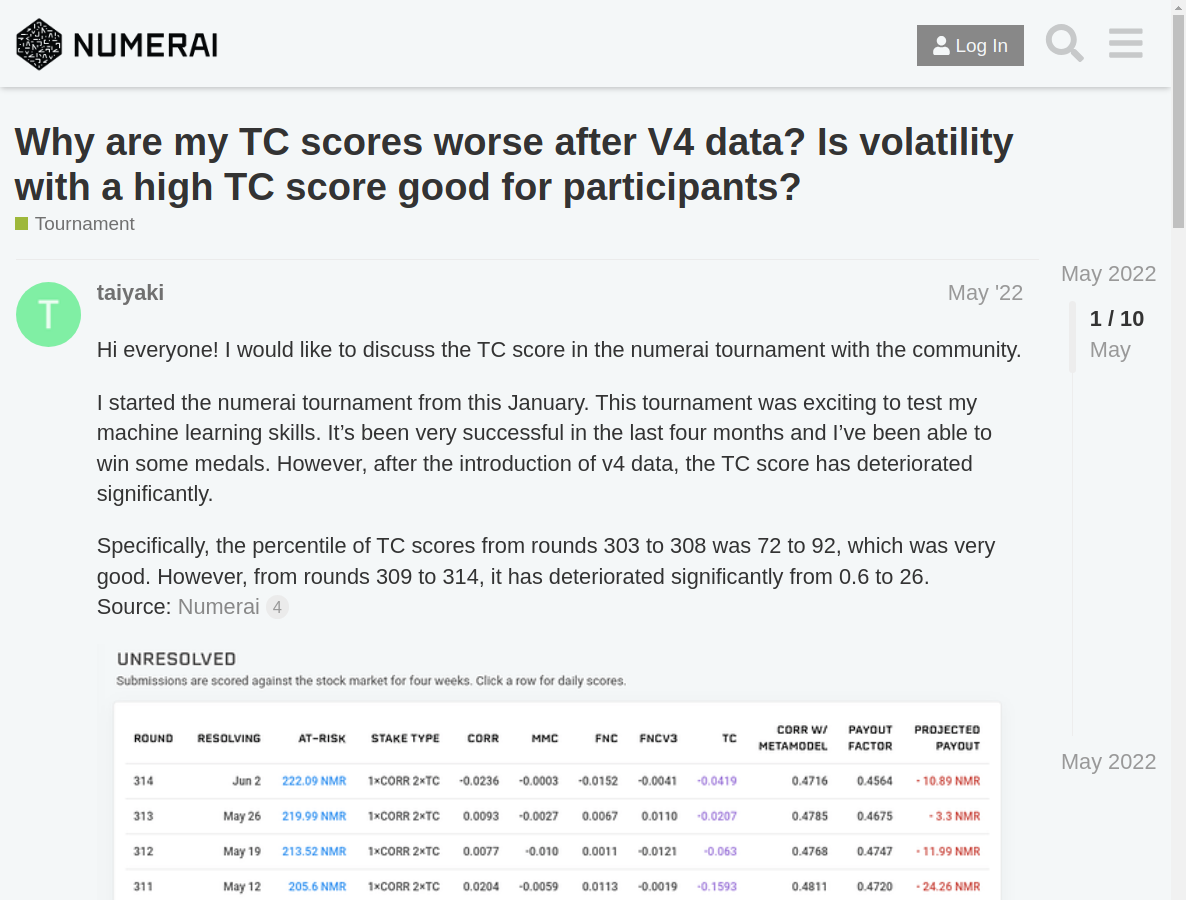 NUMERAI
Log In
Why are my TC scores worse after V4 data? Is volatility
with a high TC score good for participants?
Tournament
T
taiyaki
May '22
Hi everyone! I would like to discuss the TC score in the numerai tournament with the community.
I started the numerai tournament from this January. This tournament was exciting to test my
machine learning skills. It’s been very successful in the last four months and I’ve been able to
win some medals. However, after the introduction of v4 data, the TC score has deteriorated
significantly.
Specifically, the percentile of TC scores from rounds 303 to 308 was 72 to 92, which was very
good. However, from rounds 309 to 314, it has deteriorated significantly from 0.6 to 26.
Source: Numerai 4
May 2022
1 / 10
May
May 2022
UNRESOLVED
Submissions are scored against the stock market for four weeks. Click a row for daily scores.
ROUND RESOLVING AT-RISK STAKE TYPE CORR MMC FNC FNCV3 TC CORR W/ METAMODEL PAYOUT FACTOR PROJECTED PAYOUT
314 Jun 2 222.09 NMR 1×CORR 2×TC -0.0236 -0.0003 -0.0152 -0.0041 -0.0419 0.4716 0.4564 - 10.89 NMR
313 May 26 219.99 NMR 1×CORR 2×TC 0.0093 -0.0027 0.0067 0.0110 -0.0207 0.4785 0.4675 - 3.3 NMR
312 May 19 213.52 NMR 1×CORR 2×TC 0.0077 -0.010 0.0011 -0.0121 -0.063 0.4768 0.4747 - 11.99 NMR
311 May 12 205.6 NMR 1×CORR 2×TC 0.0204 -0.0059 0.0113 -0.0019 -0.1593 0.4811 0.4720 - 24.26 NMR